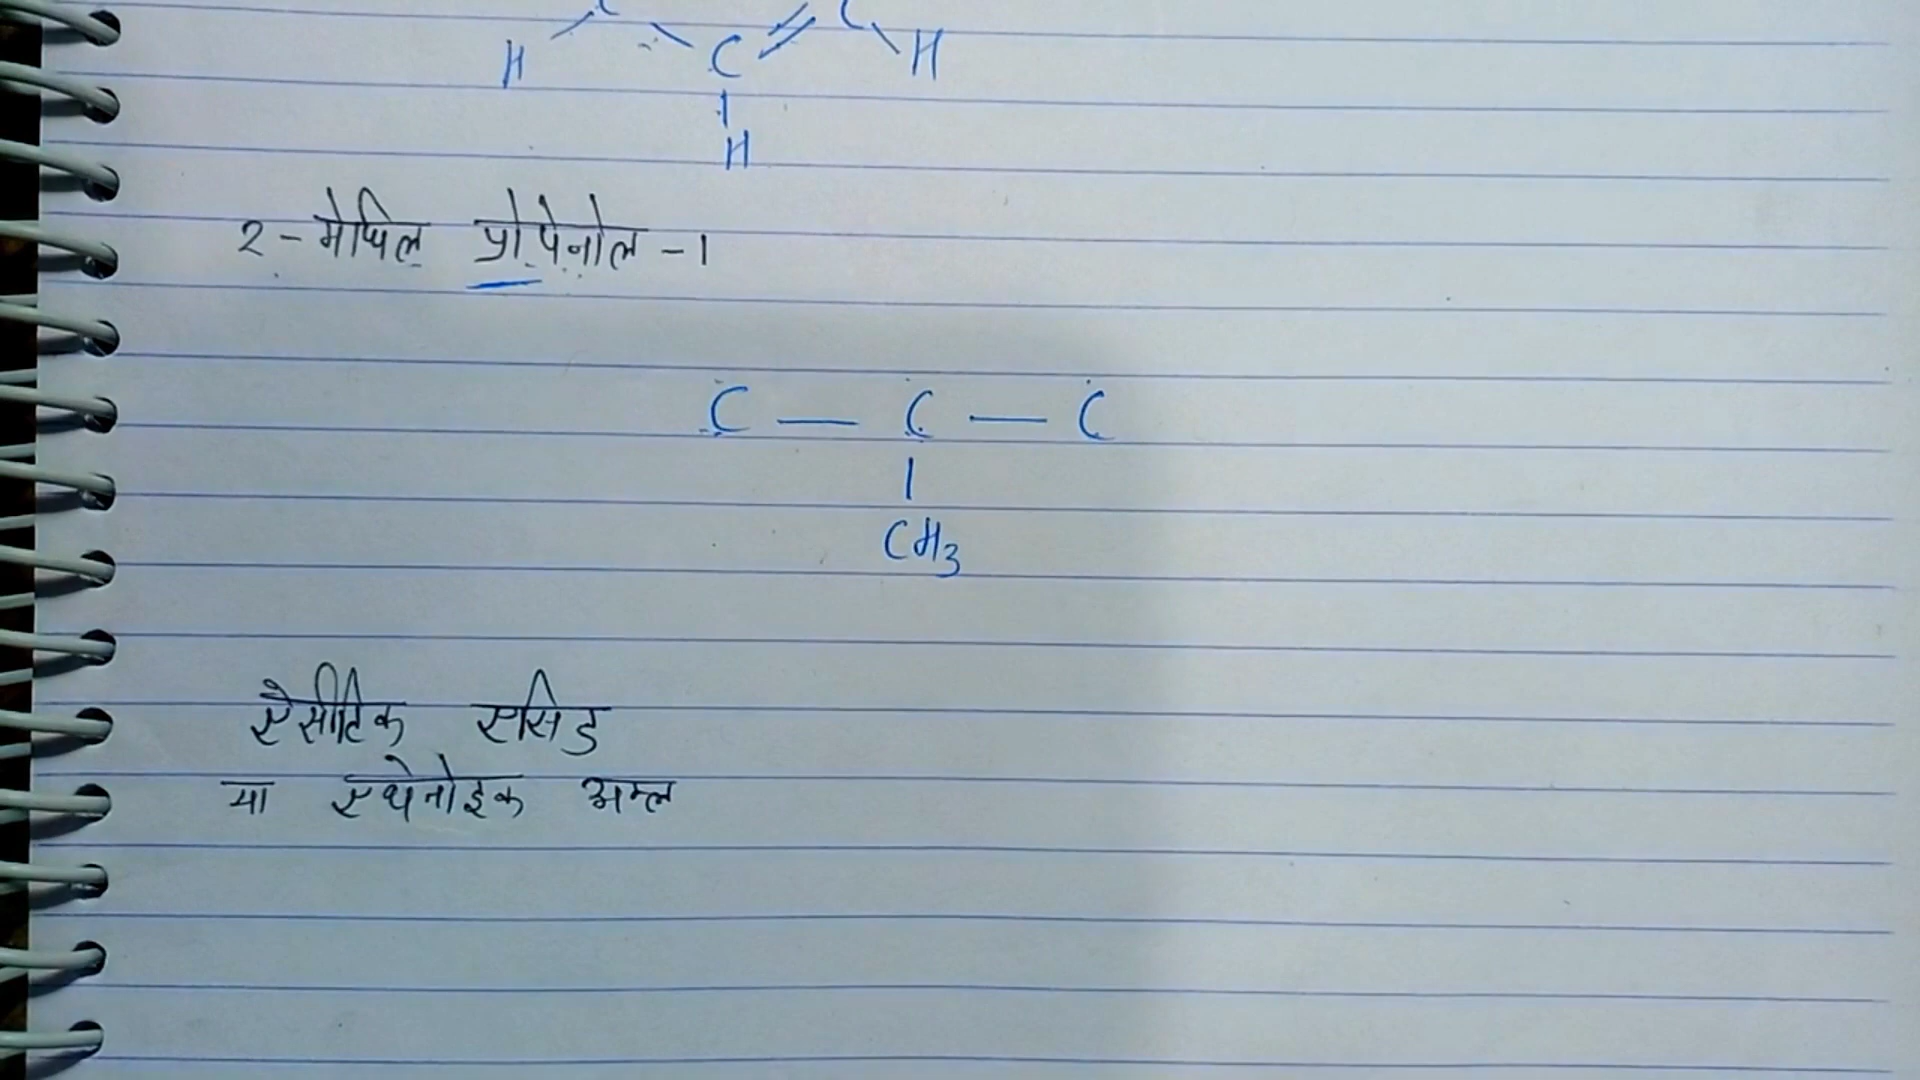 C C
H C H
H
2-मेथिल प्रोपेनोल -1
C — C — C
|
CH3
ऐसीटिक एसिड
या एथेनोइक अम्ल